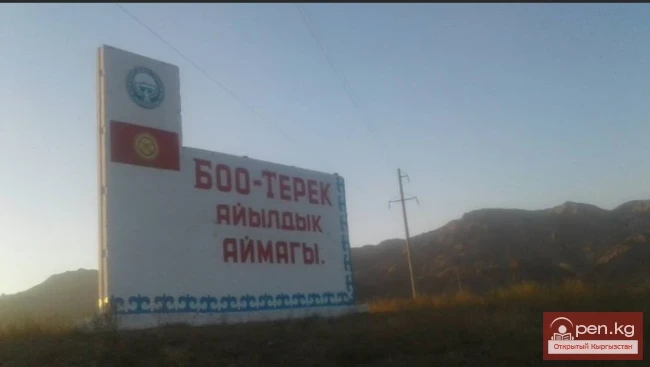 БОО-ТЕРЕК
АЙЫЛДЫК
АЙМАГЫ.
Open.kg
Открытый Кыргызстан